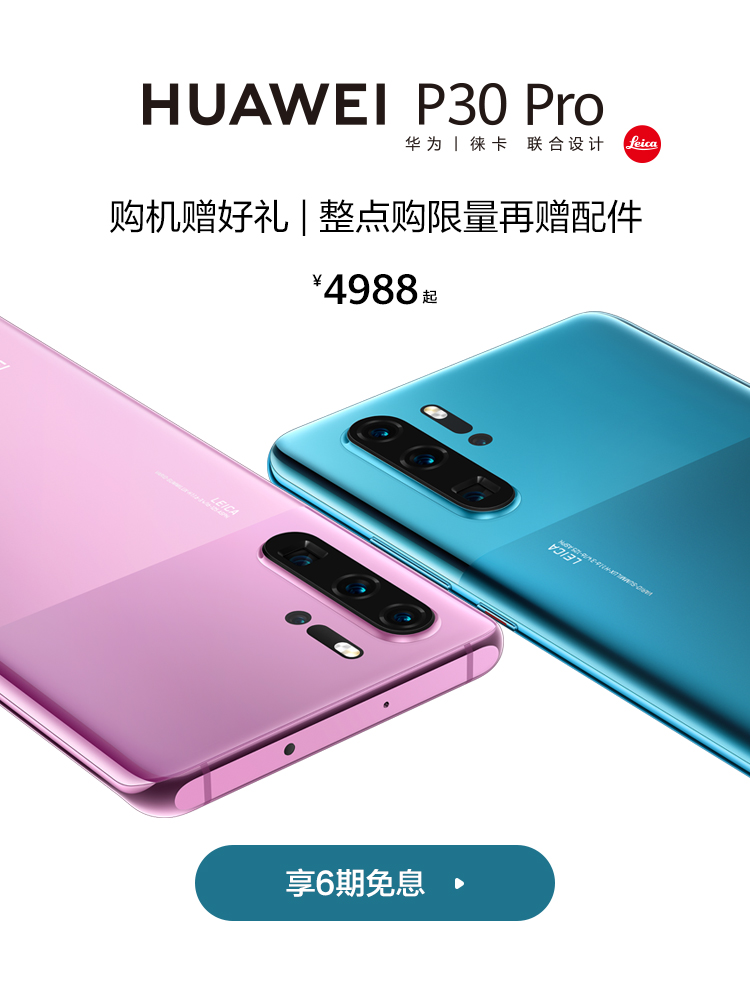 HUAWEI P30 Pro
华为 | 徕卡 联合设计
Leica
购机赠好礼 | 整点购限量再赠配件
¥4988起
LEICA
LEICA
享6期免息